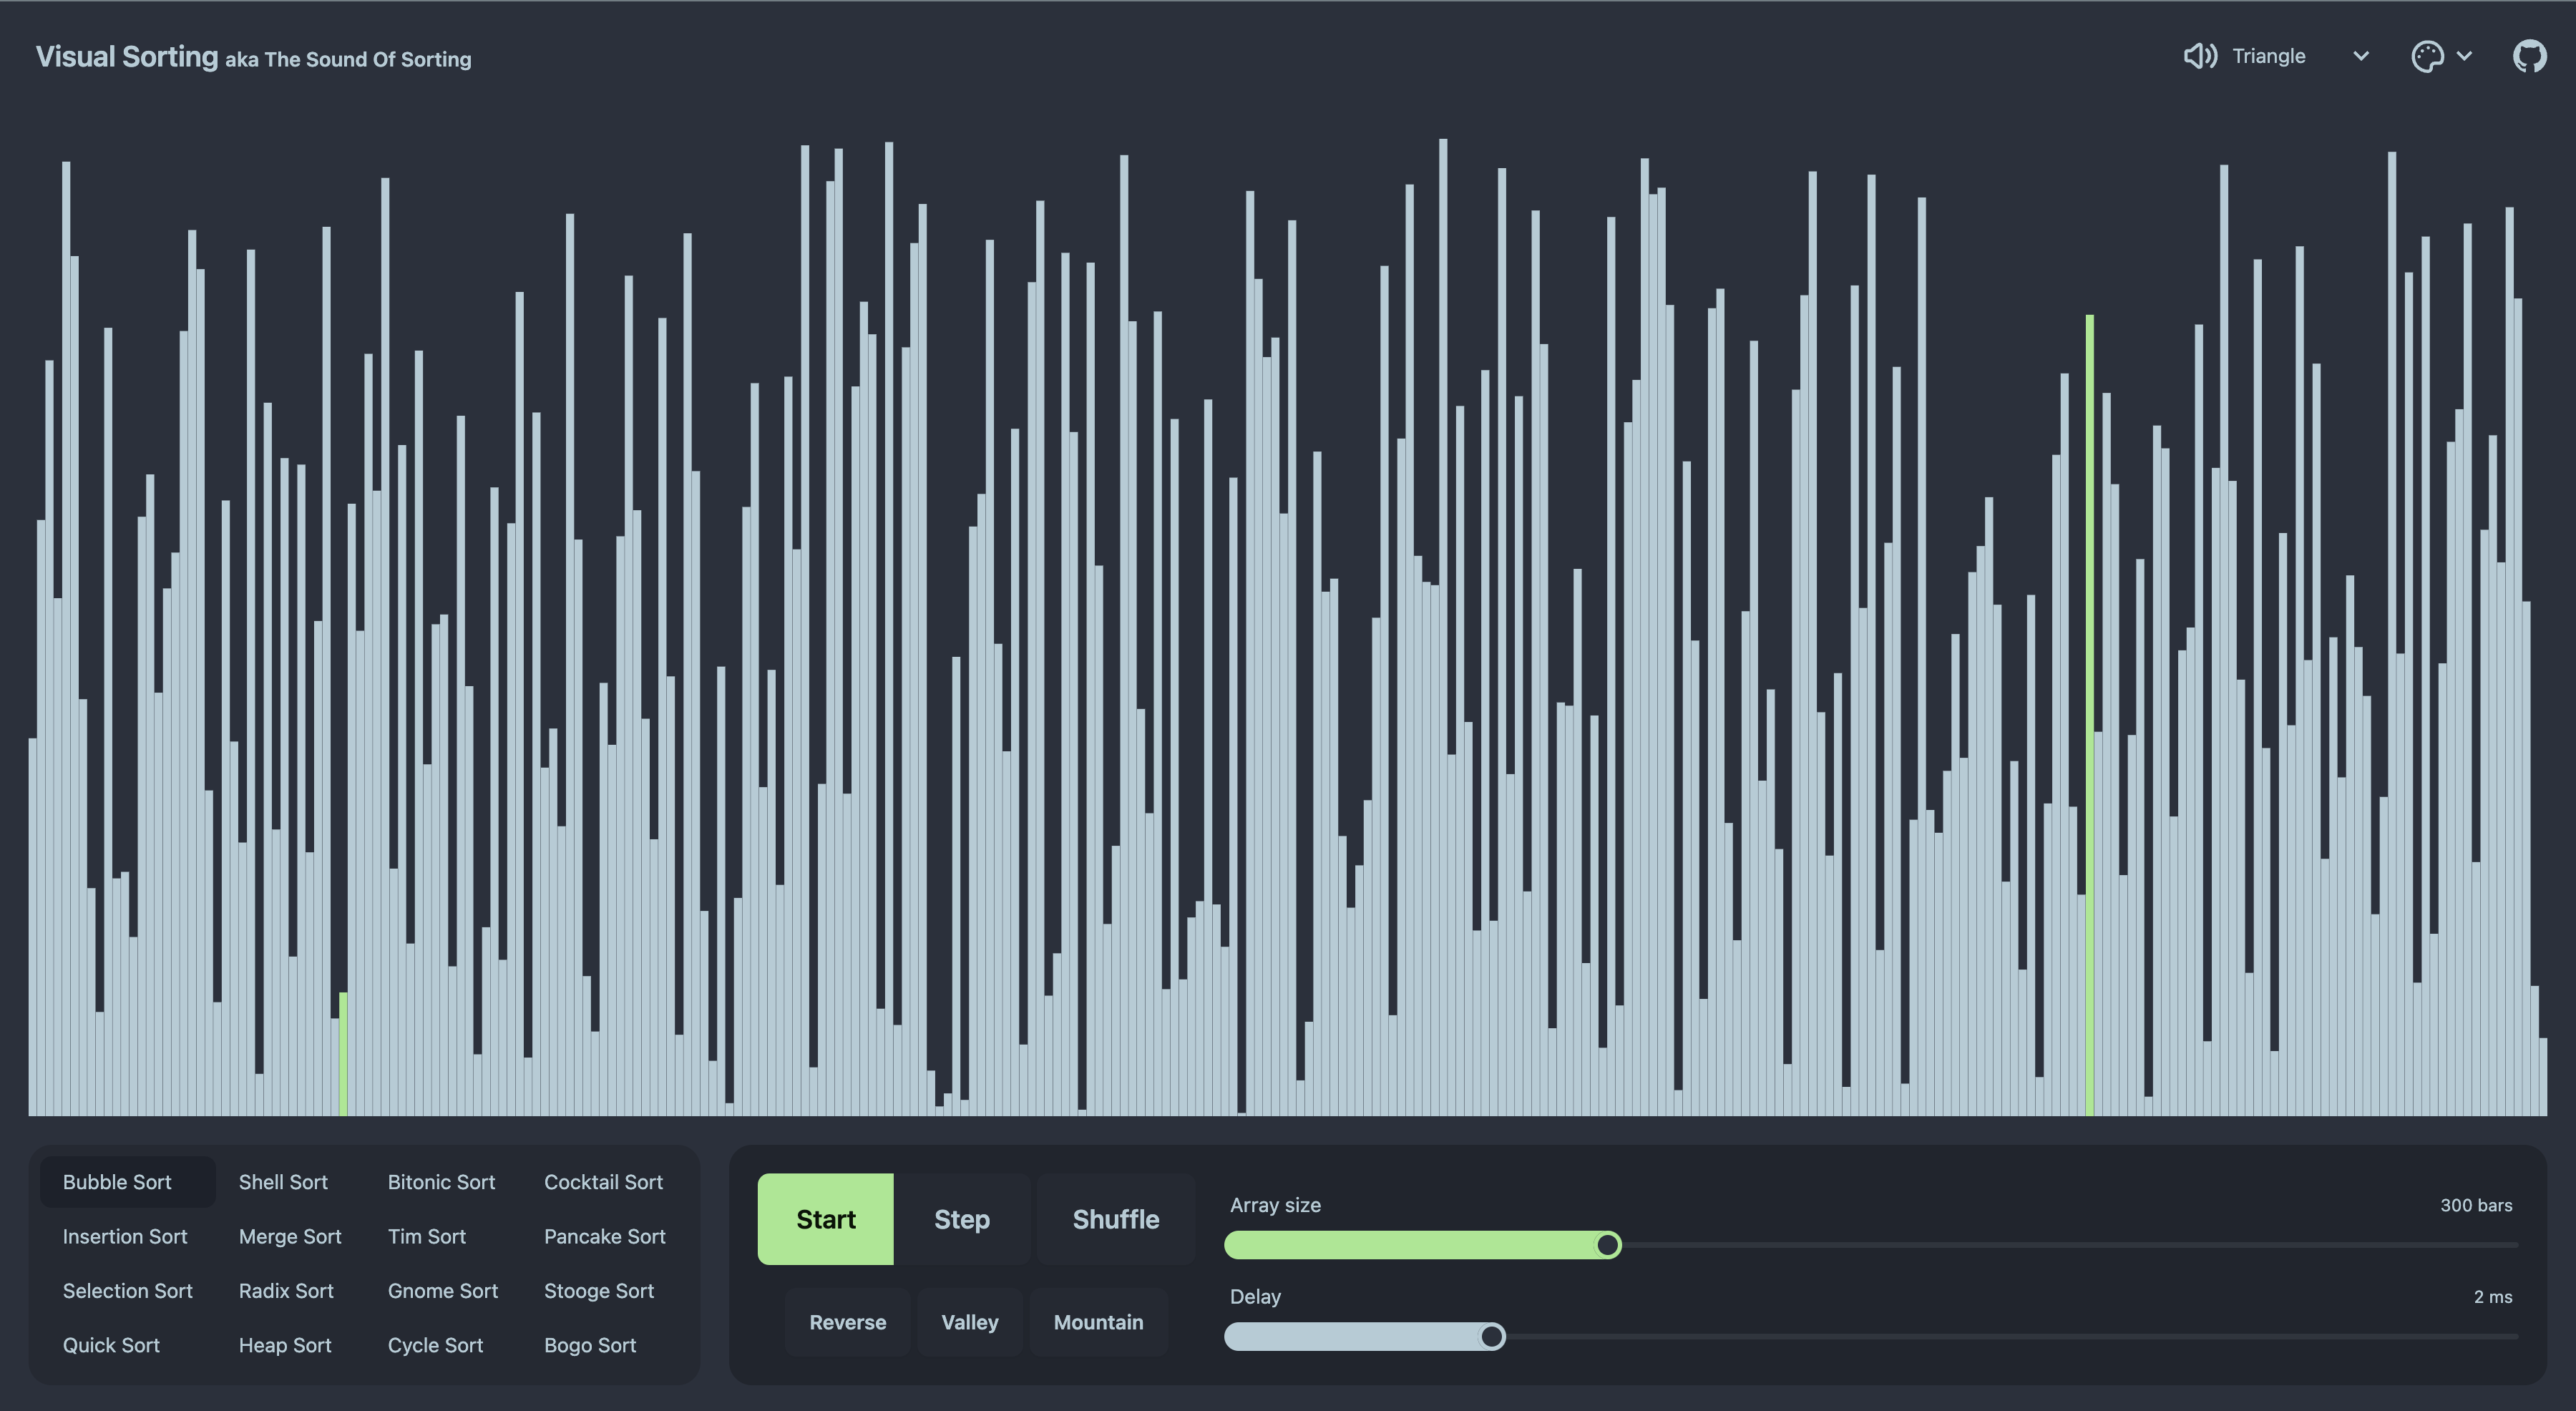 Visual Sorting aka The Sound Of Sorting
Triangle
Bubble Sort Shell Sort Bitonic Sort Cocktail Sort
Insertion Sort Merge Sort Tim Sort Pancake Sort
Selection Sort Radix Sort Gnome Sort Stooge Sort
Quick Sort Heap Sort Cycle Sort Bogo Sort
Start Step Shuffle
Reverse Valley Mountain
Array size 300 bars
Delay 2 ms